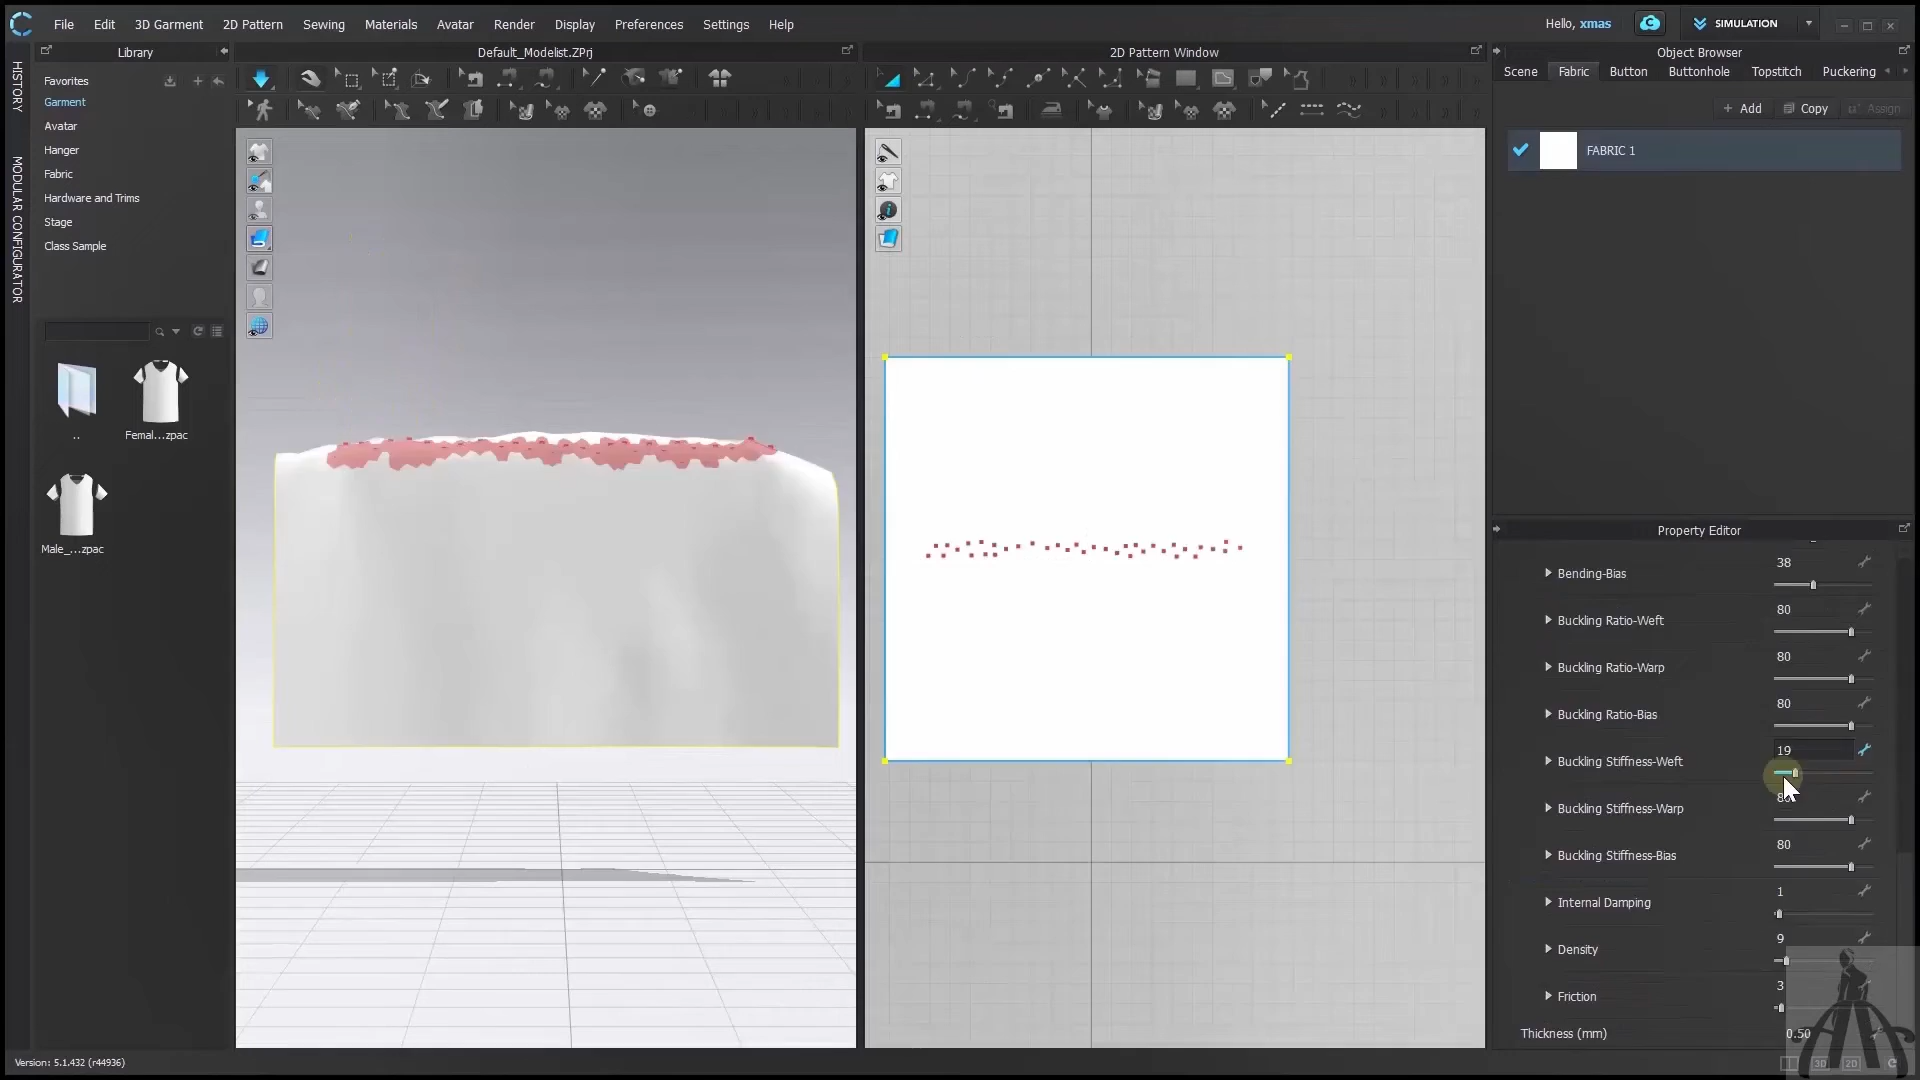 File Edit 3D Garment 2D Pattern Sewing Materials Avatar Render Display Preferences Settings Help
Hello, xmas
SIMULATION
Library
Default_Modelist.ZPrj
2D Pattern Window
Object Browser
HISTORY
MODULAR CONFIGURATOR
Favorites
Garment
Avatar
Hanger
Fabric
Hardware and Trims
Stage
Class Sample
..
Femal...zpac
Male_...zpac
Scene Fabric Button Buttonhole Topstitch Puckering
+ Add Copy Assign
FABRIC 1
Property Editor
Bending-Bias 38
Buckling Ratio-Weft 80
Buckling Ratio-Warp 80
Buckling Ratio-Bias 80
Buckling Stiffness-Weft 19
Buckling Stiffness-Warp 80
Buckling Stiffness-Bias 80
Internal Damping 1
Density 9
Friction 3
Thickness (mm) 0.50
Version: 5.1.432 (r44936)
3D 2D